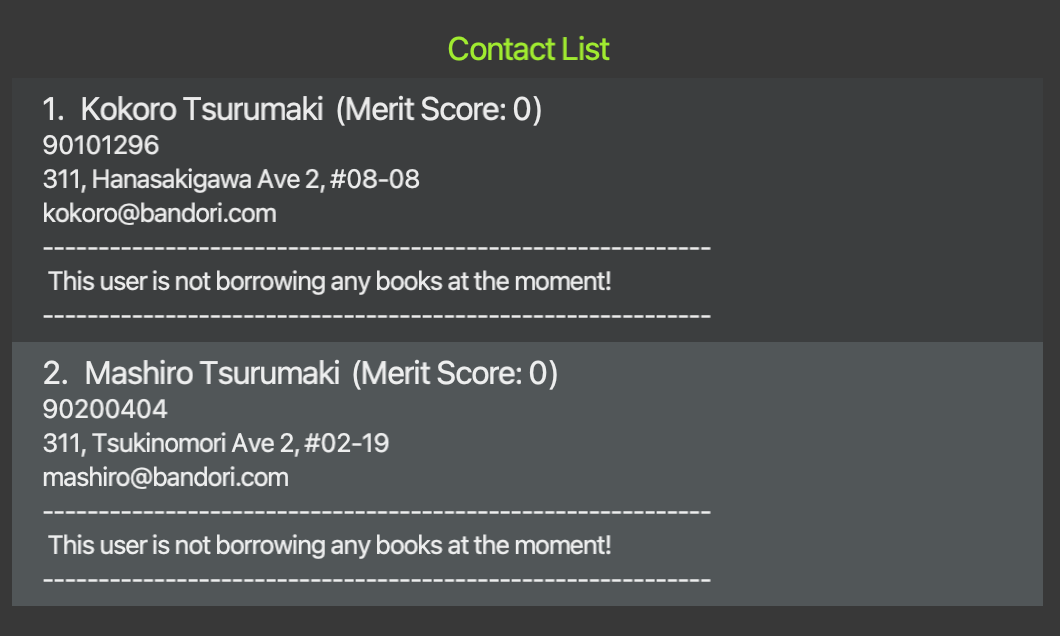 Contact List
1. Kokoro Tsurumaki (Merit Score: 0)
90101296
311, Hanasakigawa Ave 2, #08-08
kokoro@bandori.com
------------------------------------------------------------
This user is not borrowing any books at the moment!
------------------------------------------------------------
2. Mashiro Tsurumaki (Merit Score: 0)
90200404
311, Tsukinomori Ave 2, #02-19
mashiro@bandori.com
------------------------------------------------------------
This user is not borrowing any books at the moment!
------------------------------------------------------------